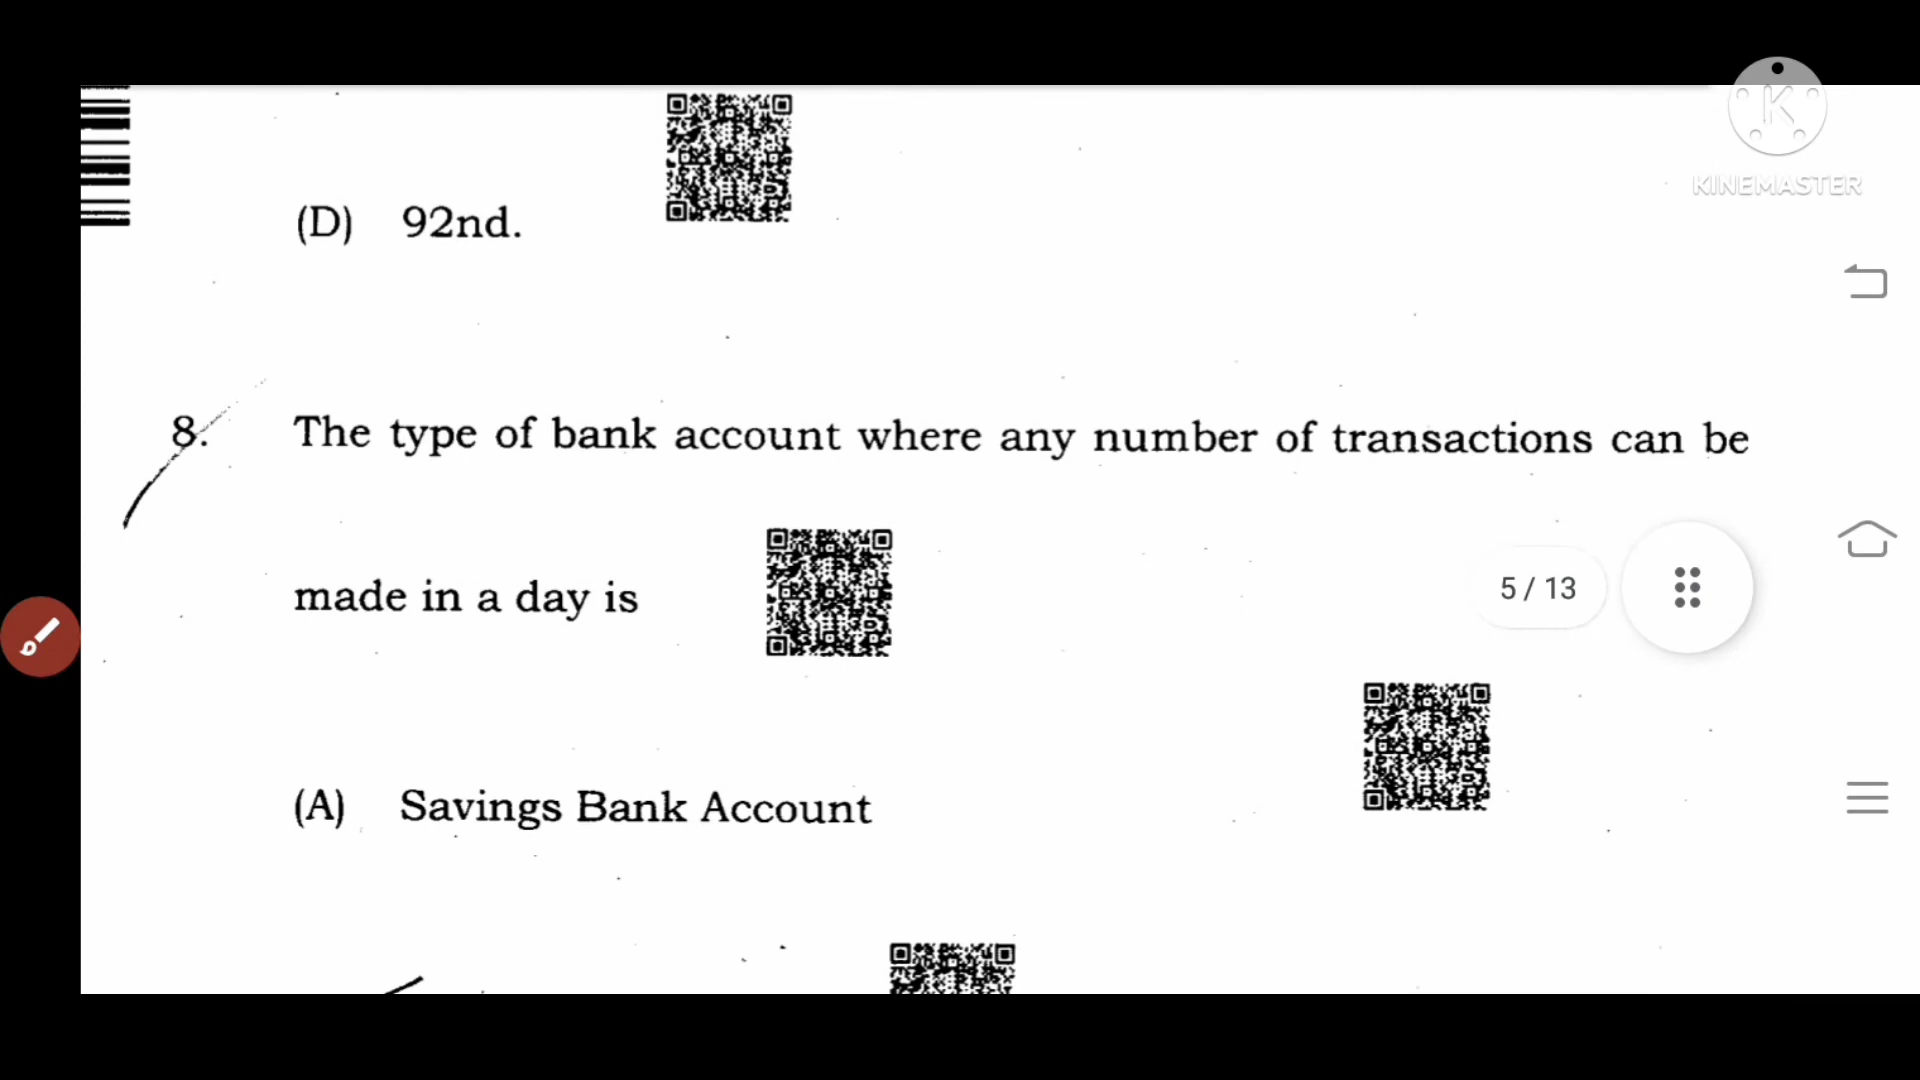 KINEMASTER
(D) 92nd.
8. The type of bank account where any number of transactions can be
made in a day is
5 / 13
(A) Savings Bank Account